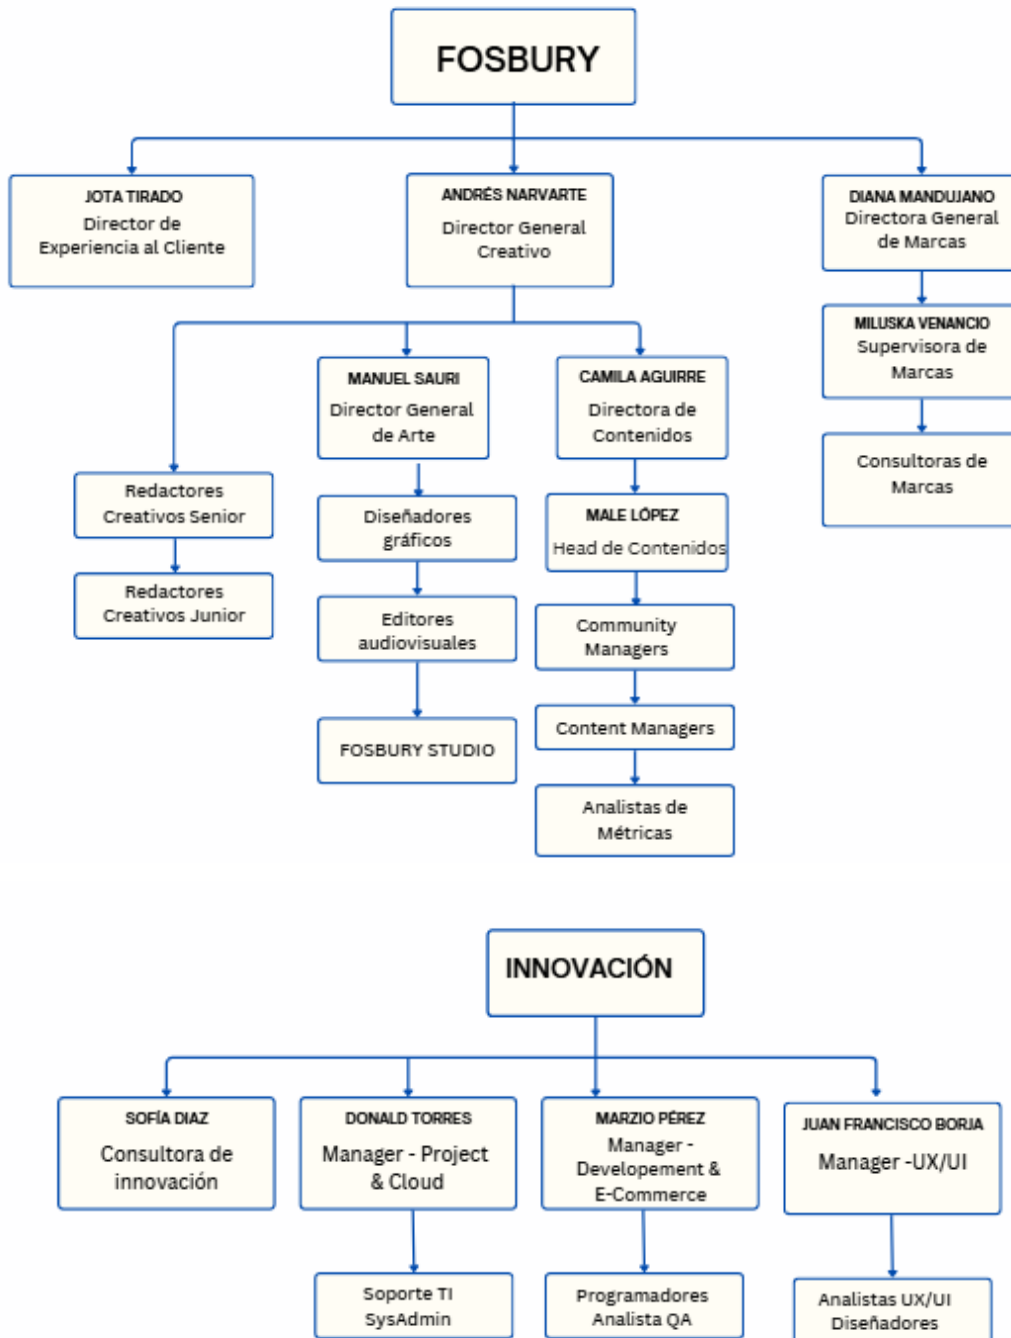 FOSBURY
JOTA TIRADO
Director de
Experiencia al Cliente
ANDRÉS NARVARTE
Director General
Creativo
DIANA MANDUJANO
Directora General
de Marcas
MILUSKA VENANCIO
Supervisora de
Marcas
Consultoras de
Marcas
MANUEL SAURI
Director General
de Arte
CAMILA AGUIRRE
Directora de
Contenidos
Redactores
Creativos Senior
Redactores
Creativos Junior
Diseñadores
gráficos
Editores
audiovisuales
FOSBURY STUDIO
MALE LÓPEZ
Head de Contenidos
Community
Managers
Content Managers
Analistas de
Métricas
INNOVACIÓN
SOFÍA DIAZ
Consultora de
innovación
DONALD TORRES
Manager - Project
& Cloud
MARZIO PÉREZ
Manager -
Developement &
E-Commerce
JUAN FRANCISCO BORJA
Manager -UX/UI
Soporte TI
SysAdmin
Programadores
Analista QA
Analistas UX/UI
Diseñadores